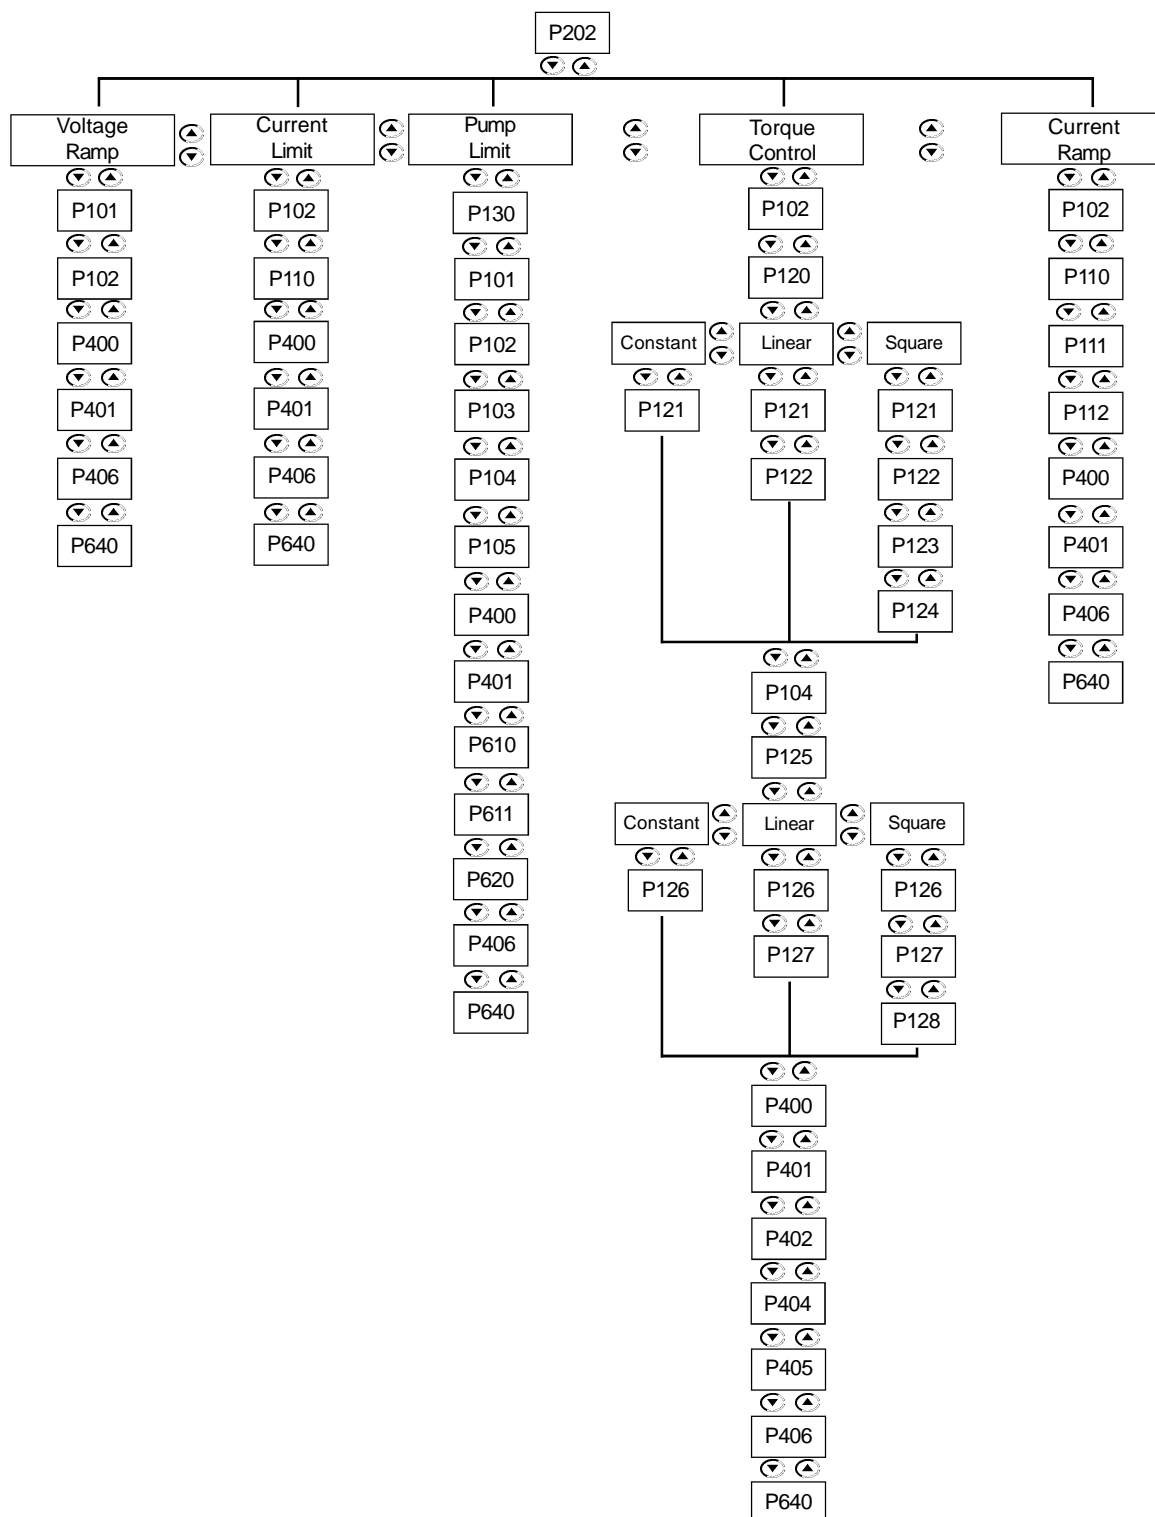 P202
Voltage
Ramp
P101
P102
P400
P401
P406
P640
Current
Limit
P102
P110
P400
P401
P406
P640
Pump
Limit
P130
P101
P102
P103
P104
P105
P400
P401
P610
P611
P620
P406
P640
Torque
Control
P102
P120
Constant
P121
Linear
P121
P122
Square
P121
P122
P123
P124
P104
P125
Constant
P126
Linear
P126
P127
Square
P126
P127
P128
P400
P401
P402
P404
P405
P406
P640
Current
Ramp
P102
P110
P111
P112
P400
P401
P406
P640